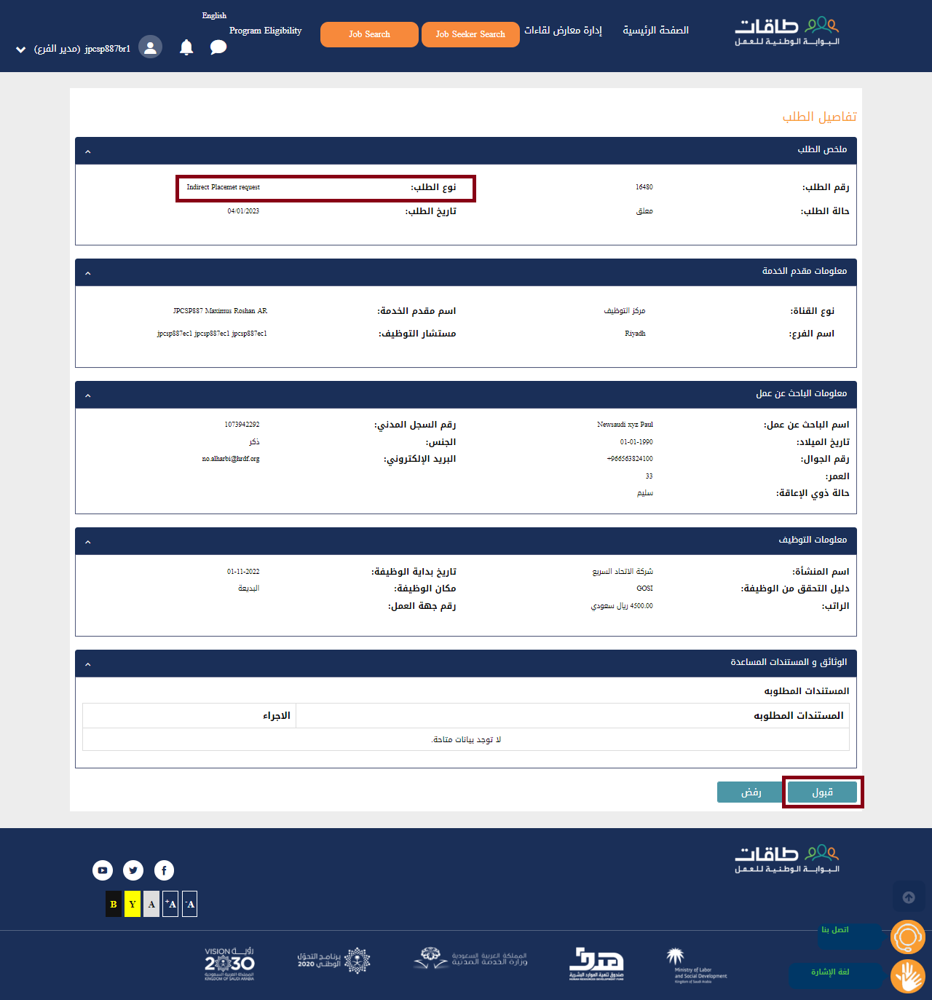 طاقات
البوابة الوطنية للعمل
الصفحة الرئيسية
إدارة معارض لقاءات
Job Seeker Search
Job Search
Program Eligibility
English
jpcsp887br1 (مدير الفرع)
تفاصيل الطلب
ملخص الطلب
رقم الطلب: 16480 نوع الطلب: Indirect Placemet request
حالة الطلب: معلق تاريخ الطلب: 04/01/2023
معلومات مقدم الخدمة
نوع القناة: مركز التوظيف اسم مقدم الخدمة: JPCSP887 Maximus Roshan AR
اسم الفرع: Riyadh مستشار التوظيف: jpcsp887ec1 jpcsp887ec1 jpcsp887ec1
معلومات الباحث عن عمل
اسم الباحث عن عمل: Newsaudi xyz Paul رقم السجل المدني: 1073942292
تاريخ الميلاد: 01-01-1990 الجنس: ذكر
رقم الجوال: +966563824100 البريد الإلكتروني: no.alharbi@hrdf.org
العمر: 33
حالة ذوي الإعاقة: سليم
معلومات التوظيف
اسم المنشأة: شركة الاتحاد السريع تاريخ بداية الوظيفة: 01-11-2022
دليل التحقق من الوظيفة: GOSI مكان الوظيفة: البديعة
الراتب: 4500.00 ريال سعودي رقم جهة العمل:
الوثائق و المستندات المساعدة
المستندات المطلوبه
المستندات المطلوبه الاجراء
لا توجد بيانات متاحة.
قبول رفض
طاقات
البوابة الوطنية للعمل
A- A+ A Y B
اتصل بنا
لغة الإشارة
Ministry of Labor
and Social Development
Kingdom of Saudi Arabia
هدف
صندوق تنمية الموارد البشرية
HUMAN RESOURCES DEVELOPMENT FUND
المملكة العربية السعودية
وزارة الخدمة المدنية
برنامج التحول
الوطني 2020
VISION رؤية
2030
المملكة العربية السعودية
KINGDOM OF SAUDI ARABIA